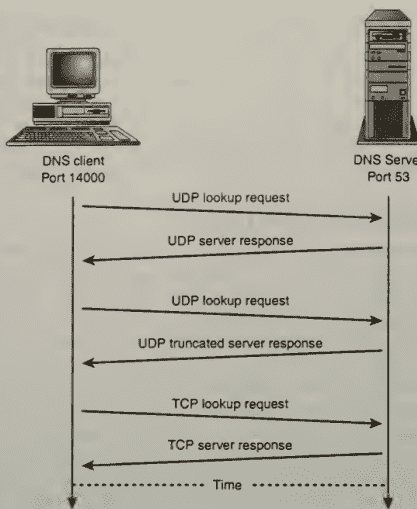 DNS client
Port 14000
DNS Serve
Port 53
UDP lookup request
UDP server response
UDP lookup request
UDP truncated server response
TCP lookup request
TCP server response
Time